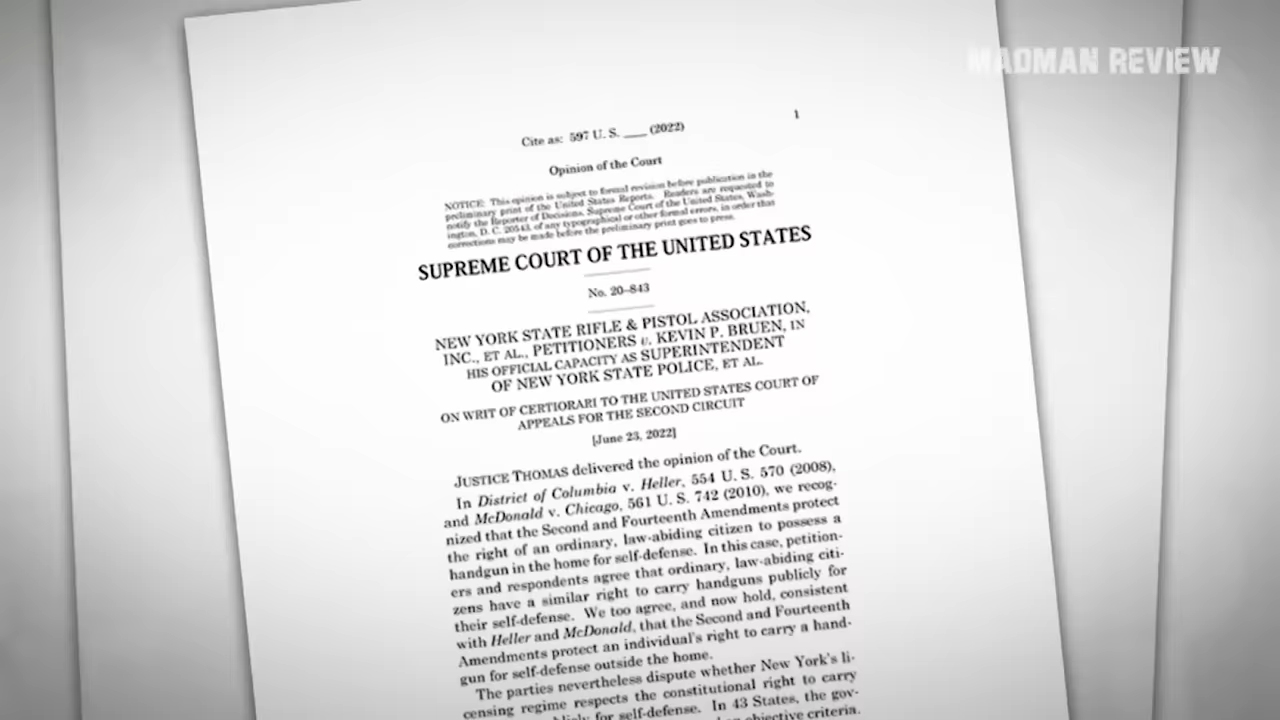 MADMAN REVIEW
Cite as: 597 U. S. ___ (2022)
1
Opinion of the Court
NOTICE: This opinion is subject to formal revision before publication in the
preliminary print of the United States Reports. Readers are requested to
notify the Reporter of Decisions, Supreme Court of the United States, Wash-
ington, D. C. 20543, of any typographical or other formal errors, in order that
corrections may be made before the preliminary print goes to press.
SUPREME COURT OF THE UNITED STATES
No. 20–843
NEW YORK STATE RIFLE & PISTOL ASSOCIATION,
INC., ET AL., PETITIONERS v. KEVIN P. BRUEN, IN
HIS OFFICIAL CAPACITY AS SUPERINTENDENT
OF NEW YORK STATE POLICE, ET AL.
ON WRIT OF CERTIORARI TO THE UNITED STATES COURT OF
APPEALS FOR THE SECOND CIRCUIT
[June 23, 2022]
JUSTICE THOMAS delivered the opinion of the Court.
In District of Columbia v. Heller, 554 U. S. 570 (2008),
and McDonald v. Chicago, 561 U. S. 742 (2010), we recog-
nized that the Second and Fourteenth Amendments protect
the right of an ordinary, law-abiding citizen to possess a
handgun in the home for self-defense. In this case, petition-
ers and respondents agree that ordinary, law-abiding citi-
zens have a similar right to carry handguns publicly for
their self-defense. We too agree, and now hold, consistent
with Heller and McDonald, that the Second and Fourteenth
Amendments protect an individual's right to carry a hand-
gun for self-defense outside the home.
The parties nevertheless dispute whether New York's li-
censing regime respects the constitutional right to carry
for self-defense. In 43 States, the gov-
objective criteria.